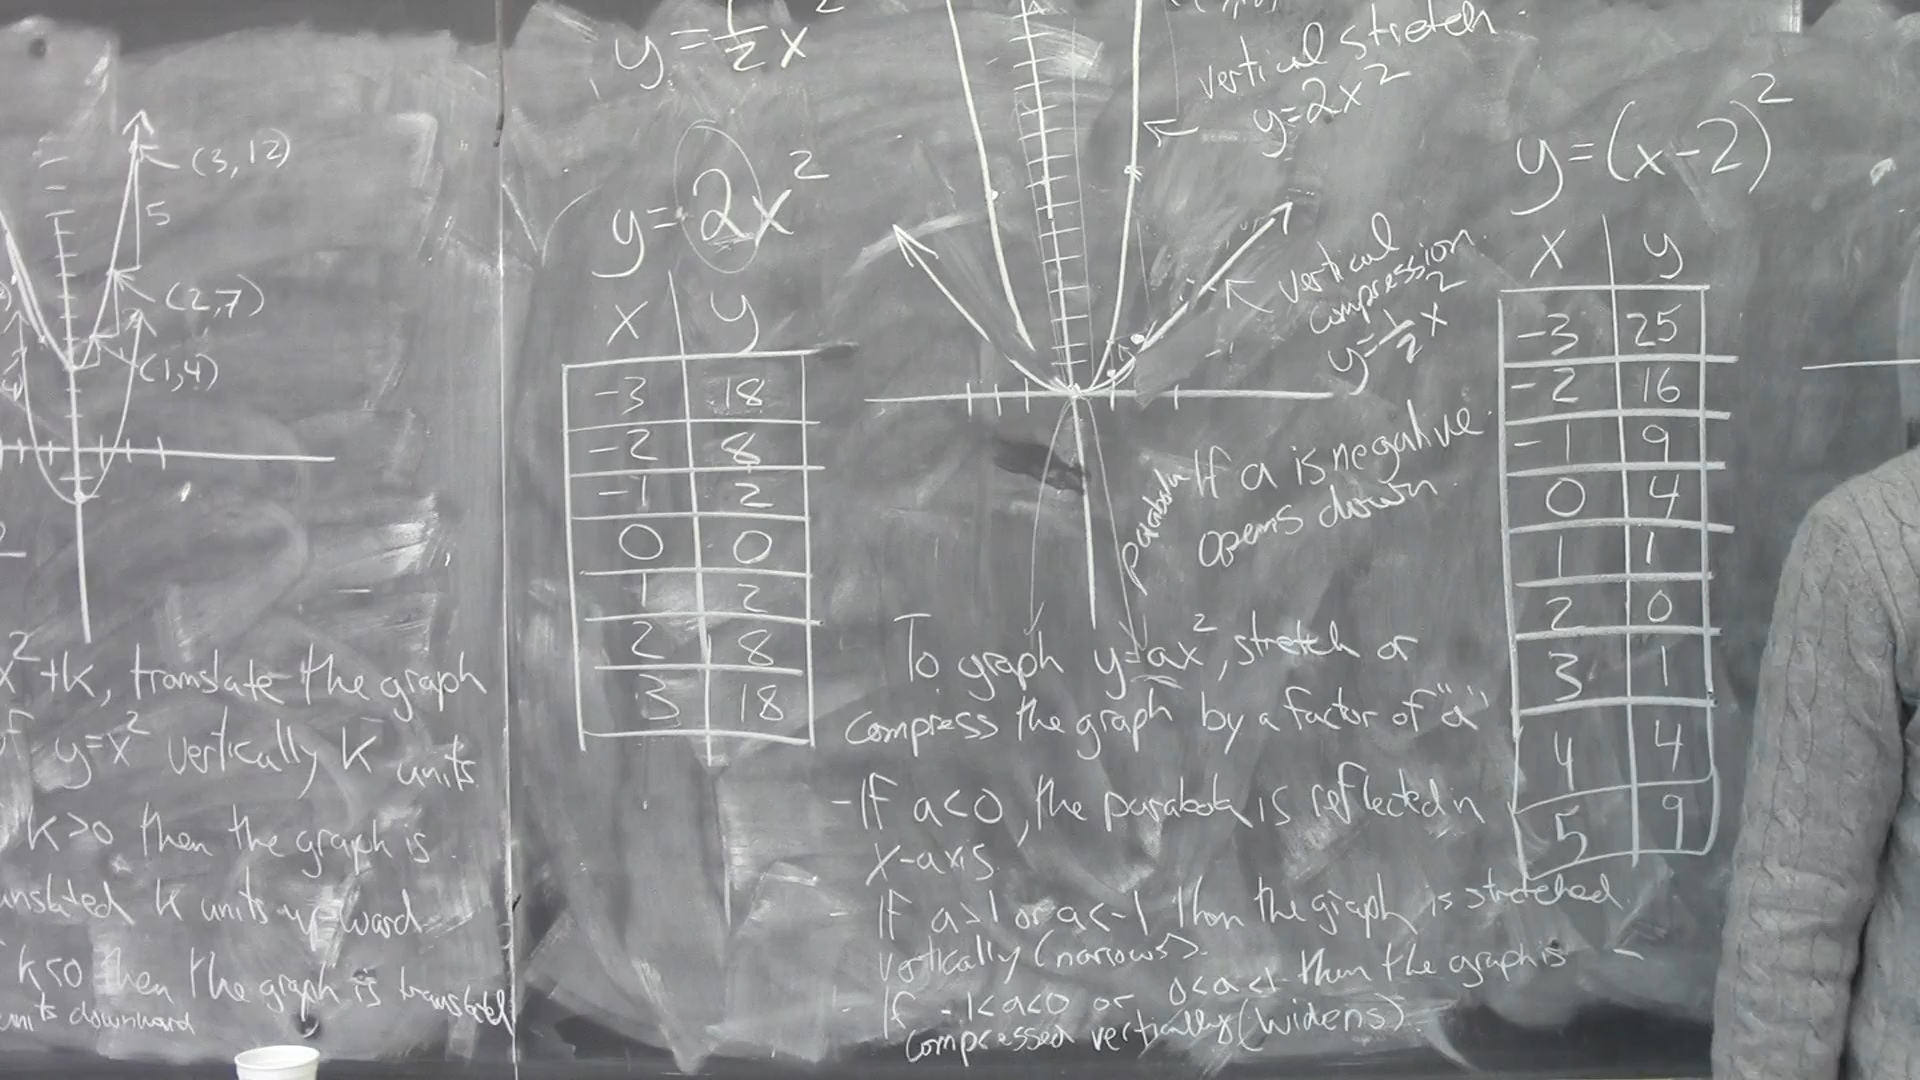 (3,12)
5
(2,7)
(1,4)
x²+k, translate the graph
of y=x² vertically k units
k>0 then the graph is
k units upward
k<0 then the graph is translated
units downward
y=½x²
y=2x²
x y
-3 18
-2 8
-1 2
0 0
1 2
2 8
3 18
vertical stretch.
y=2x²
vertical
compression.
y=½x²
If a is negative.
parabola opens down.
To graph y=ax², stretch or
compress the graph by a factor of "a"
- If a<0, the parabola is reflected in
x-axis.
- If a>1 or a<-1 then the graph is stretched
vertically (narrows).
- If -1<a<0 or 0<a<1 then the graph is
compressed vertically (widens).
y=(x-2)²
x y
-3 25
-2 16
-1 9
0 4
1 1
2 0
3 1
4 4
5 9